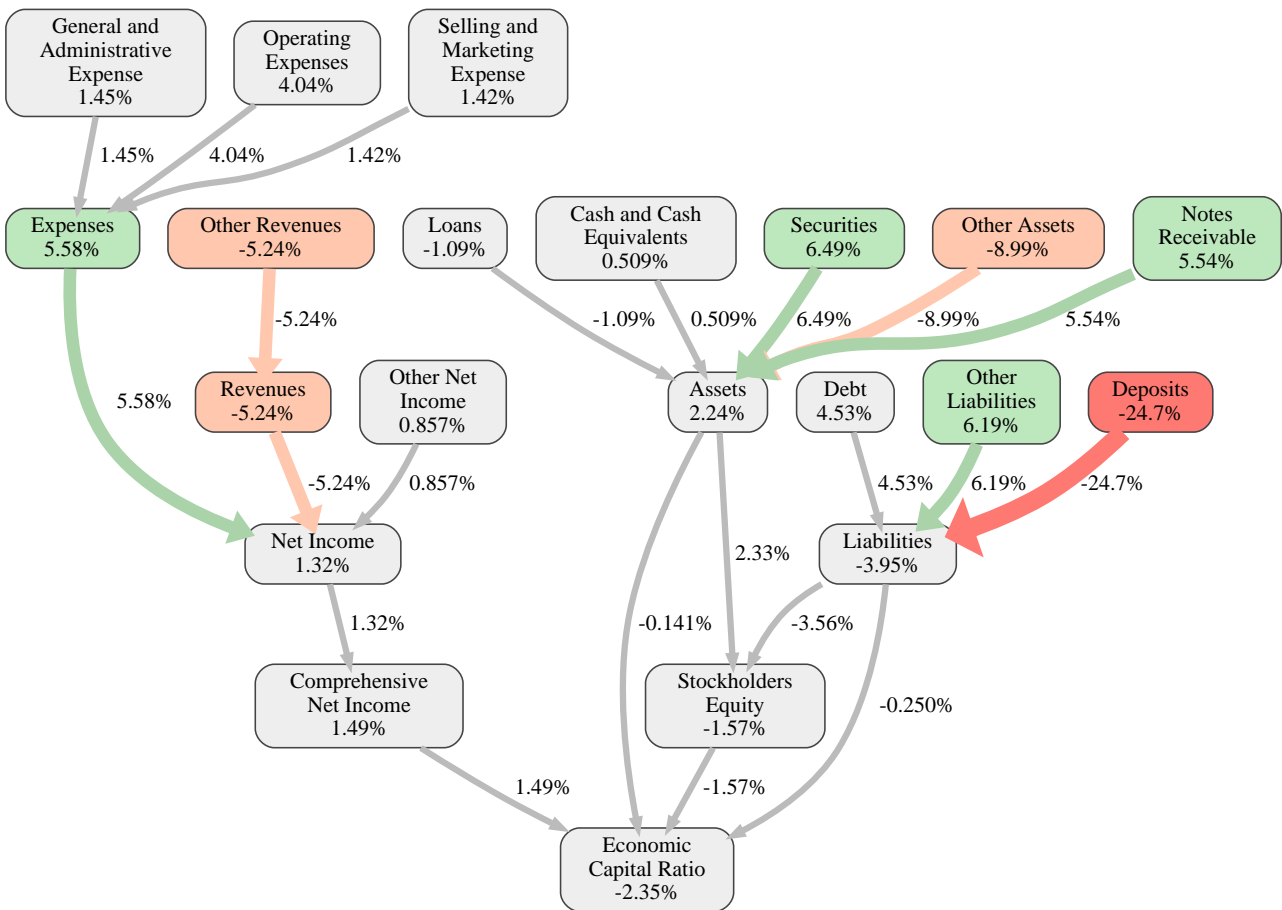 General and
Administrative
Expense
1.45%
Operating
Expenses
4.04%
Selling and
Marketing
Expense
1.42%
1.45%
4.04%
1.42%
Expenses
5.58%
Other Revenues
-5.24%
Loans
-1.09%
Cash and Cash
Equivalents
0.509%
Securities
6.49%
Other Assets
-8.99%
Notes
Receivable
5.54%
-5.24%
-1.09%
0.509%
6.49%
-8.99%
5.54%
5.58%
Revenues
-5.24%
Other Net
Income
0.857%
Assets
2.24%
Debt
4.53%
Other
Liabilities
6.19%
Deposits
-24.7%
-5.24%
0.857%
4.53%
6.19%
-24.7%
Net Income
1.32%
2.33%
Liabilities
-3.95%
1.32%
-0.141%
-3.56%
Comprehensive
Net Income
1.49%
Stockholders
Equity
-1.57%
-0.250%
1.49%
-1.57%
Economic
Capital Ratio
-2.35%